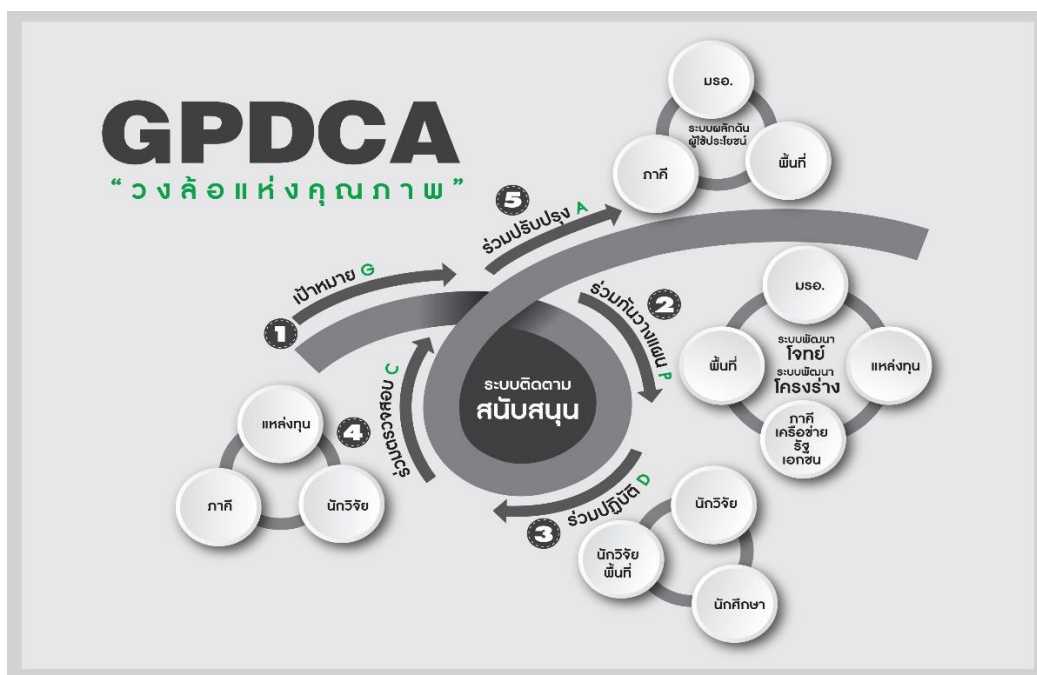 GPDCA
“วงล้อแห่งคุณภาพ”
1
เป้าหมาย G
2
ร่วมกันวางแผน P
3
ร่วมปฏิบัติ D
4
ร่วมตรวจสอบ C
5
ร่วมปรับปรุง A
ระบบติดตาม
สนับสนุน
มรอ.
ระบบผลักดัน
ผู้ใช้ประโยชน์
ภาคี
พื้นที่
มรอ.
พื้นที่
ระบบพัฒนา
โจทย์
ระบบพัฒนา
โครงร่าง
แหล่งทุน
ภาคี
เครือข่าย
รัฐ
เอกชน
นักวิจัย
นักวิจัย
พื้นที่
นักศึกษา
แหล่งทุน
ภาคี
นักวิจัย